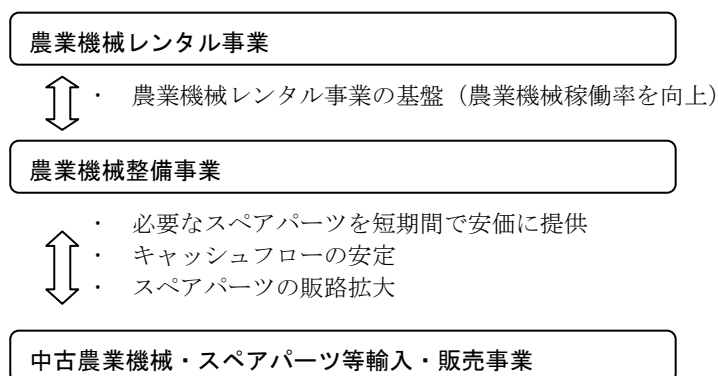 農業機械レンタル事業
・ 農業機械レンタル事業の基盤（農業機械稼働率を向上）
農業機械整備事業
・ 必要なスペアパーツを短期間で安価に提供
・ キャッシュフローの安定
・ スペアパーツの販路拡大
中古農業機械・スペアパーツ等輸入・販売事業